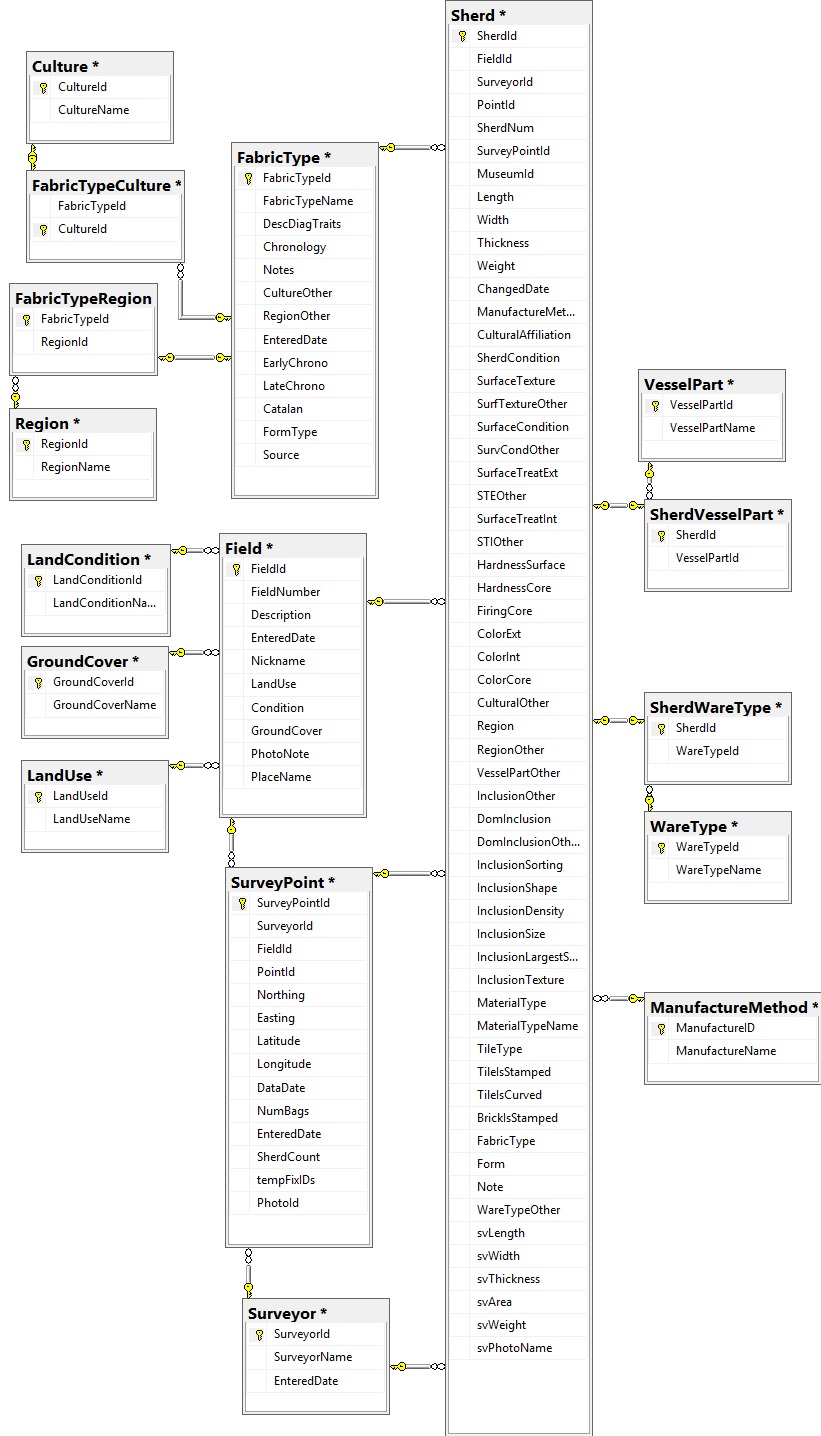 Sherd *
SherdId
FieldId
SurveyorId
PointId
SherdNum
SurveyPointId
MuseumId
Length
Width
Thickness
Weight
ChangedDate
ManufactureMet...
CulturalAffiliation
SherdCondition
SurfaceTexture
SurfTextureOther
SurfaceCondition
SurvCondOther
SurfaceTreatExt
STEOther
SurfaceTreatInt
STIOther
HardnessSurface
HardnessCore
FiringCore
ColorExt
ColorInt
ColorCore
CulturalOther
Region
RegionOther
VesselPartOther
InclusionOther
DomInclusion
DomInclusionOth...
InclusionSorting
InclusionShape
InclusionDensity
InclusionSize
InclusionLargestS...
InclusionTexture
MaterialType
MaterialTypeName
TileType
TileIsStamped
TileIsCurved
BrickIsStamped
FabricType
Form
Note
WareTypeOther
svLength
svWidth
svThickness
svArea
svWeight
svPhotoName
Culture *
CultureId
CultureName
FabricTypeCulture *
FabricTypeId
CultureId
FabricTypeRegion
FabricTypeId
RegionId
Region *
RegionId
RegionName
FabricType *
FabricTypeId
FabricTypeName
DescDiagTraits
Chronology
Notes
CultureOther
RegionOther
EnteredDate
EarlyChrono
LateChrono
Catalan
FormType
Source
LandCondition *
LandConditionId
LandConditionNa...
GroundCover *
GroundCoverId
GroundCoverName
LandUse *
LandUseId
LandUseName
Field *
FieldId
FieldNumber
Description
EnteredDate
Nickname
LandUse
Condition
GroundCover
PhotoNote
PlaceName
SurveyPoint *
SurveyPointId
SurveyorId
FieldId
PointId
Northing
Easting
Latitude
Longitude
DataDate
NumBags
EnteredDate
SherdCount
tempFixIDs
PhotoId
Surveyor *
SurveyorId
SurveyorName
EnteredDate
VesselPart *
VesselPartId
VesselPartName
SherdVesselPart *
SherdId
VesselPartId
SherdWareType *
SherdId
WareTypeId
WareType *
WareTypeId
WareTypeName
ManufactureMethod *
ManufactureID
ManufactureName